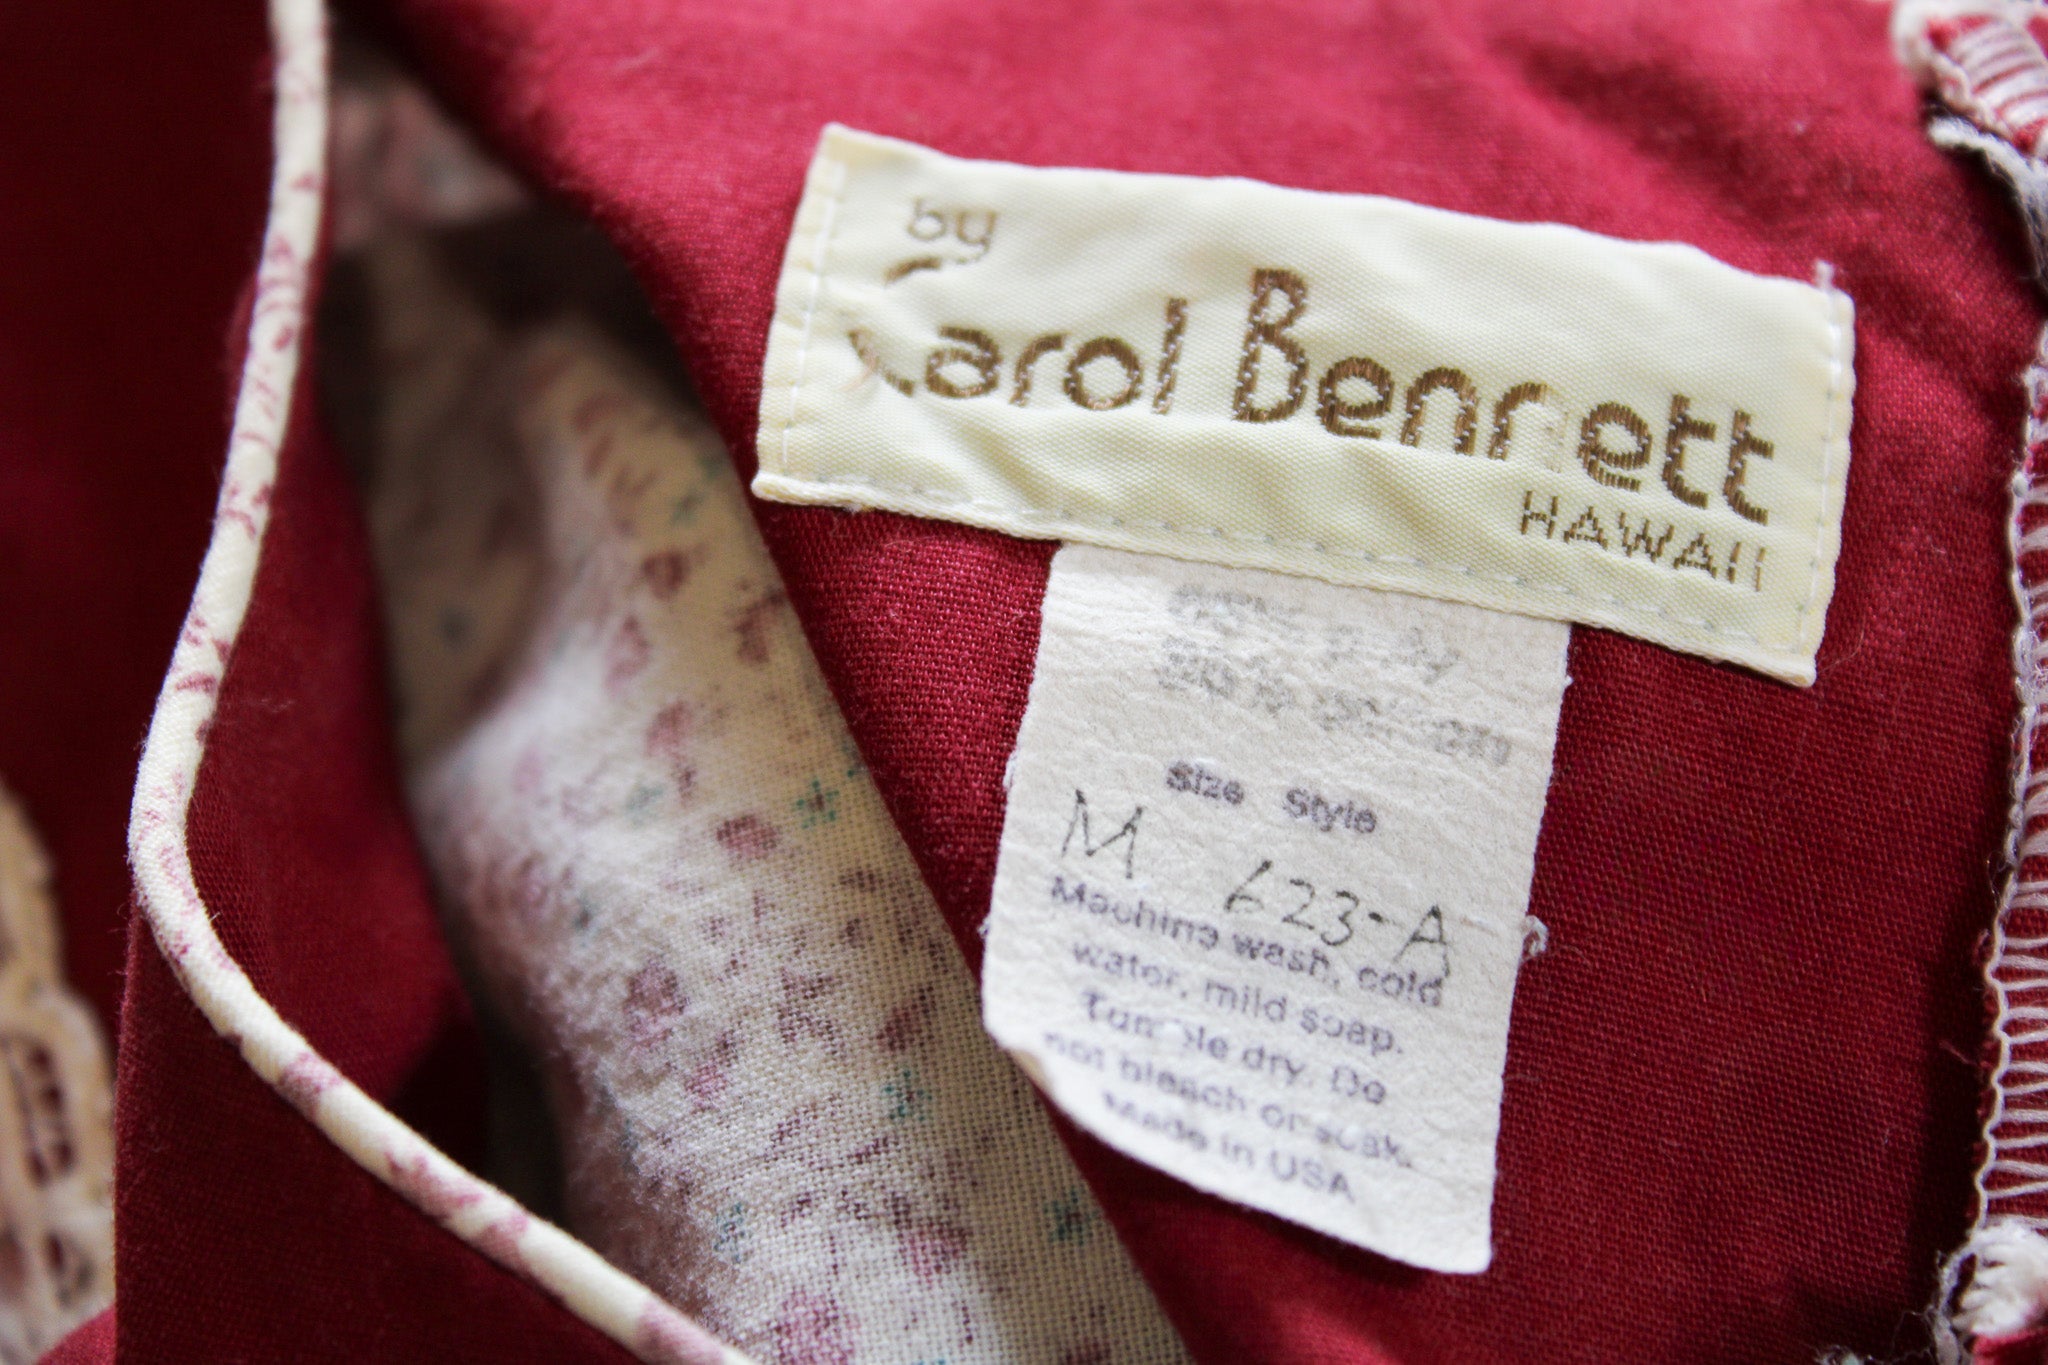 by
Carol Bennett
HAWAII
Size Style
M 623-A
Machine wash, cold
water, mild soap.
Tumble dry. Do
not bleach or soak.
Made in USA